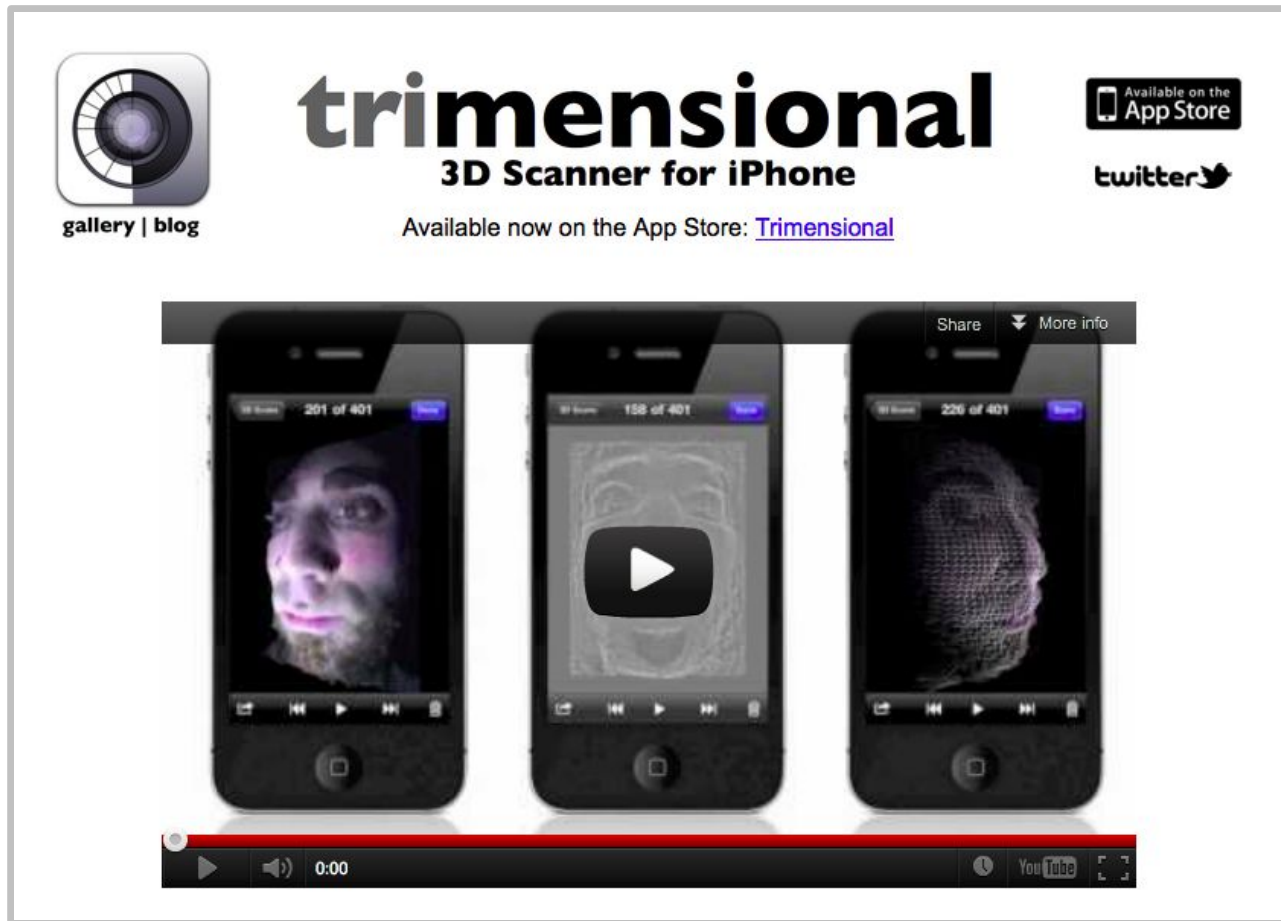 trimensional
Available on the
App Store
3D Scanner for iPhone
twitter
gallery | blog
Available now on the App Store: Trimensional
Share
More info
201 of 401
158 of 401
226 of 401
0:00
YouTube